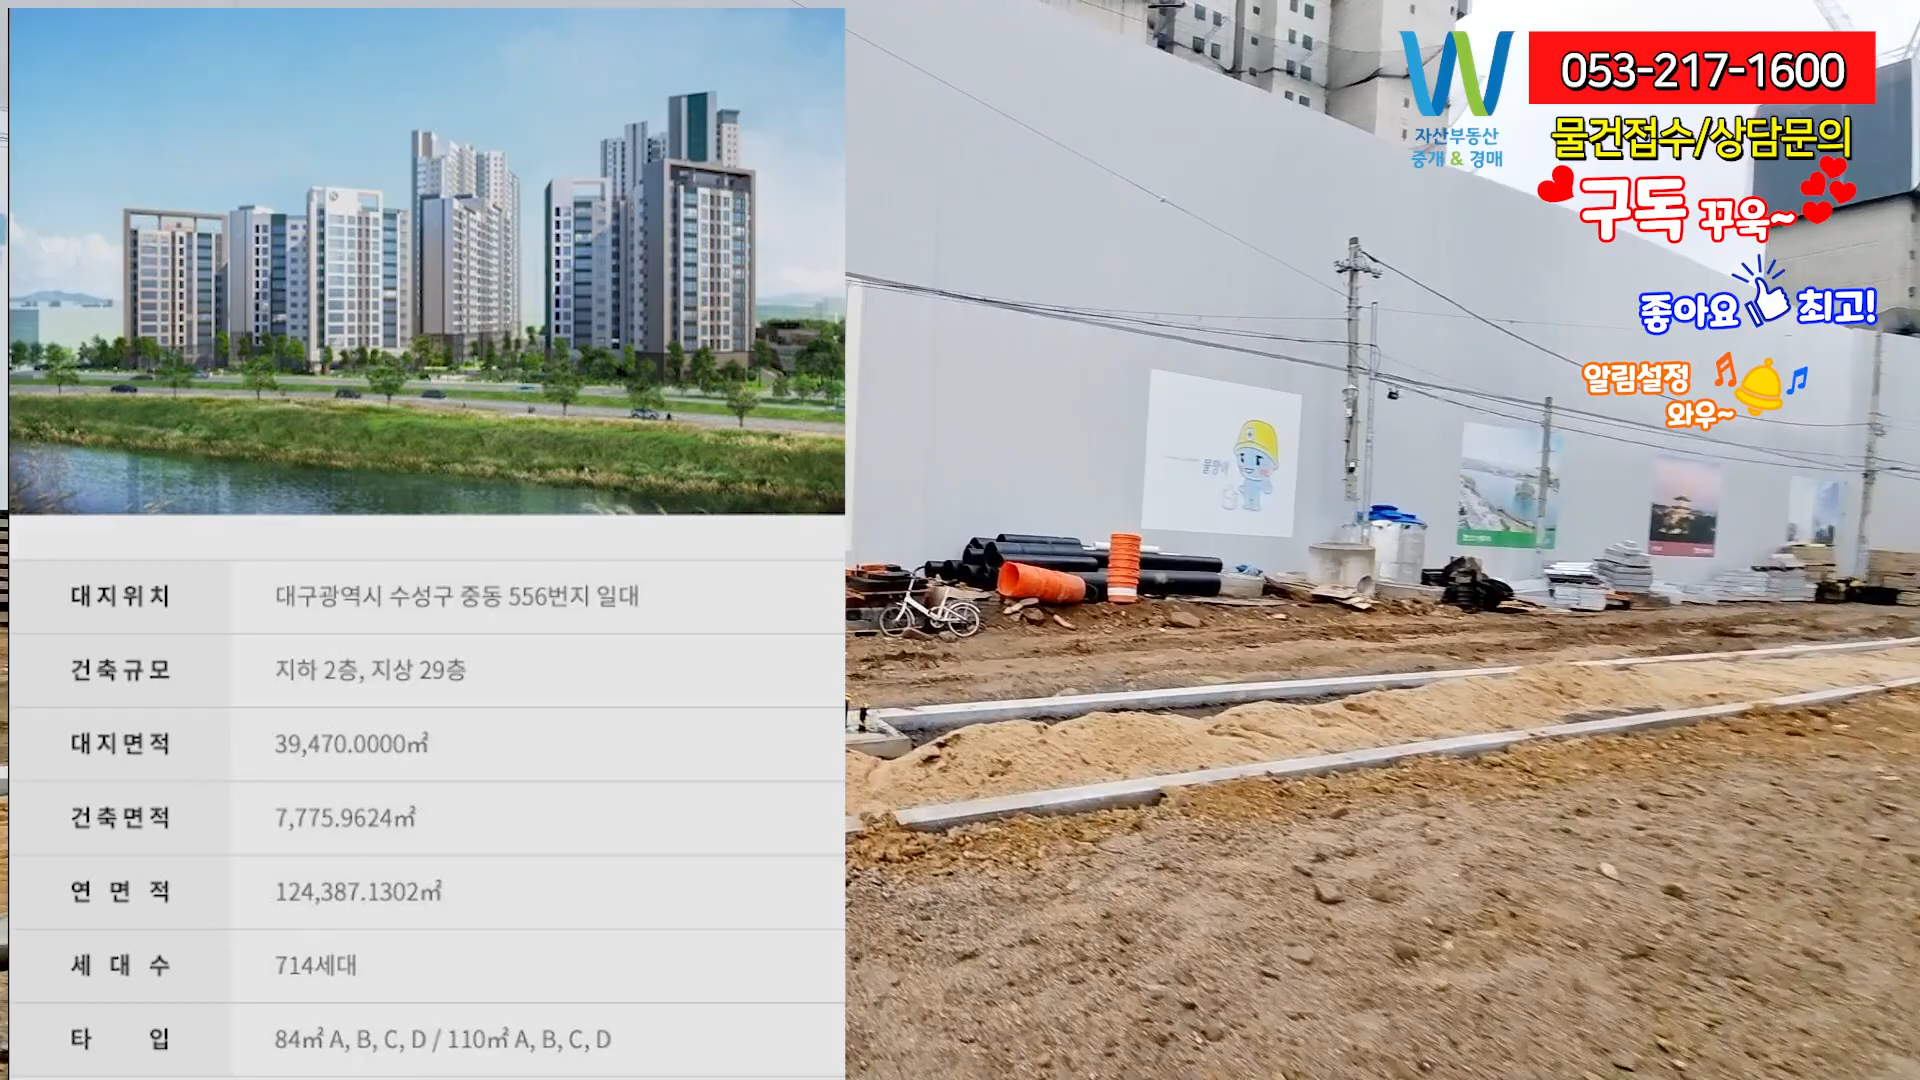 대지위치 대구광역시 수성구 중동 556번지 일대
건축규모 지하 2층, 지상 29층
대지면적 39,470.0000㎡
건축면적 7,775.9624㎡
연면적 124,387.1302㎡
세대수 714세대
타입 84㎡ A, B, C, D / 110㎡ A, B, C, D
자산부동산
중개 & 경매
053-217-1600
물건접수/상담문의
구독 꾸욱~
좋아요 최고!
알림설정
와우~